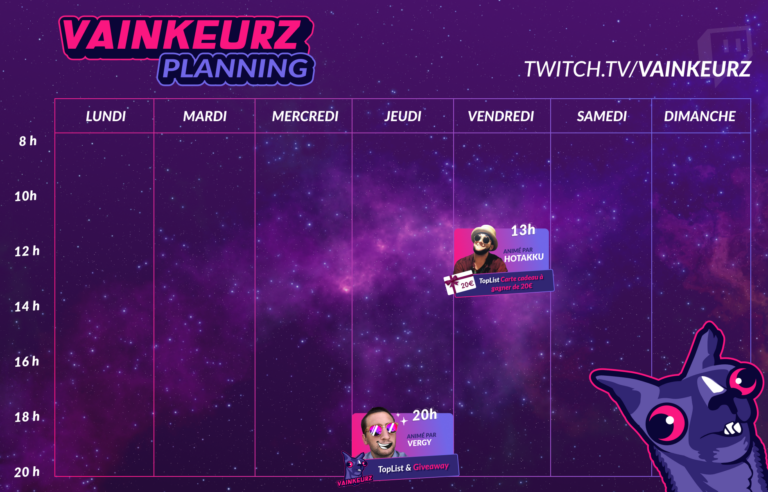 VAINKEURZ
PLANNING
TWITCH.TV/VAINKEURZ
LUNDI MARDI MERCREDI JEUDI VENDREDI SAMEDI DIMANCHE
8 h
10h
12 h
14 h
16 h
18 h
20 h
13h
ANIMÉ PAR
HOTAKKU
20€
TopList Carte cadeau à
gagner de 20€
20h
ANIMÉ PAR
VERGY
TopList & Giveaway
VAINKEURZ